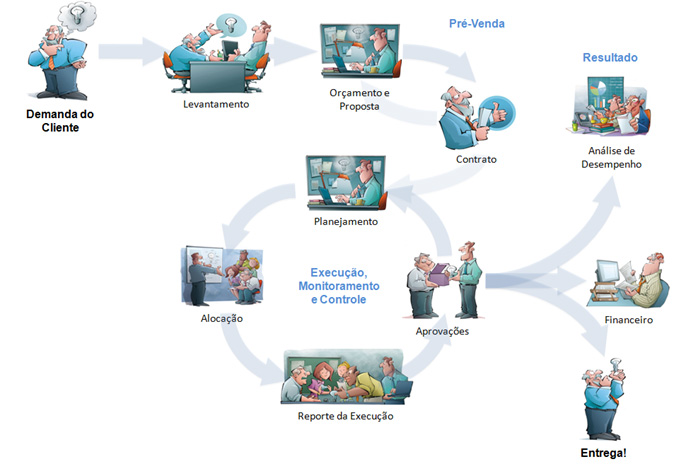 Pré-Venda
Resultado
Demanda do
Cliente
Levantamento
Orçamento e
Proposta
Contrato
Análise de
Desempenho
Planejamento
Execução,
Monitoramento
e Controle
Alocação
Aprovações
Financeiro
Reporte da Execução
Entrega!